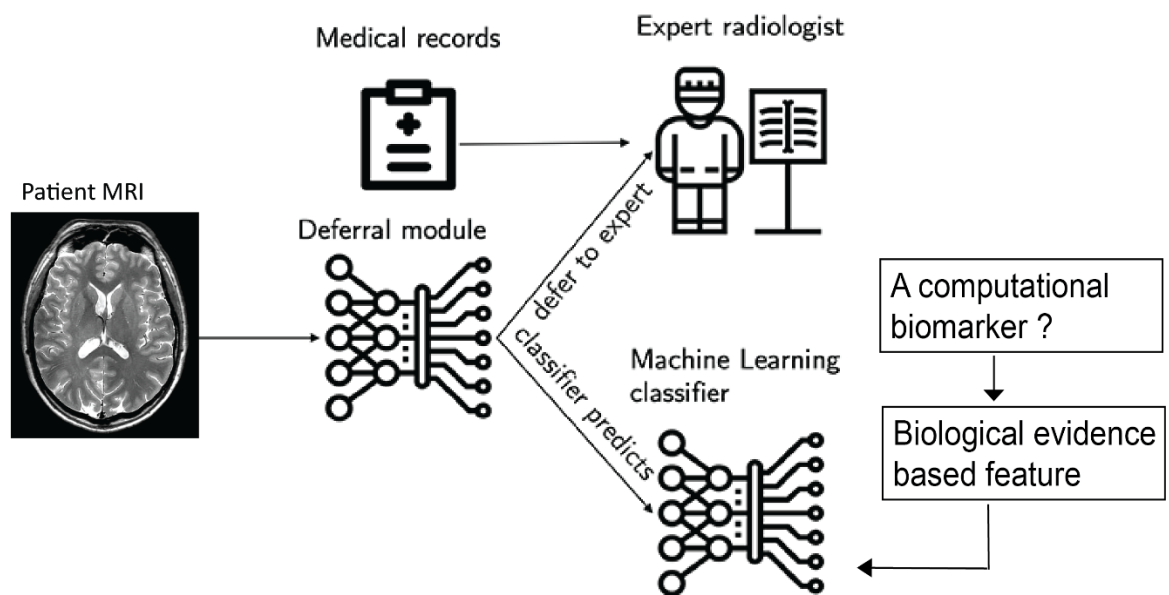 Medical records
Expert radiologist
Patient MRI
Deferral module
defer to expert
classifier predicts
Machine Learning
classifier
A computational
biomarker ?
Biological evidence
based feature